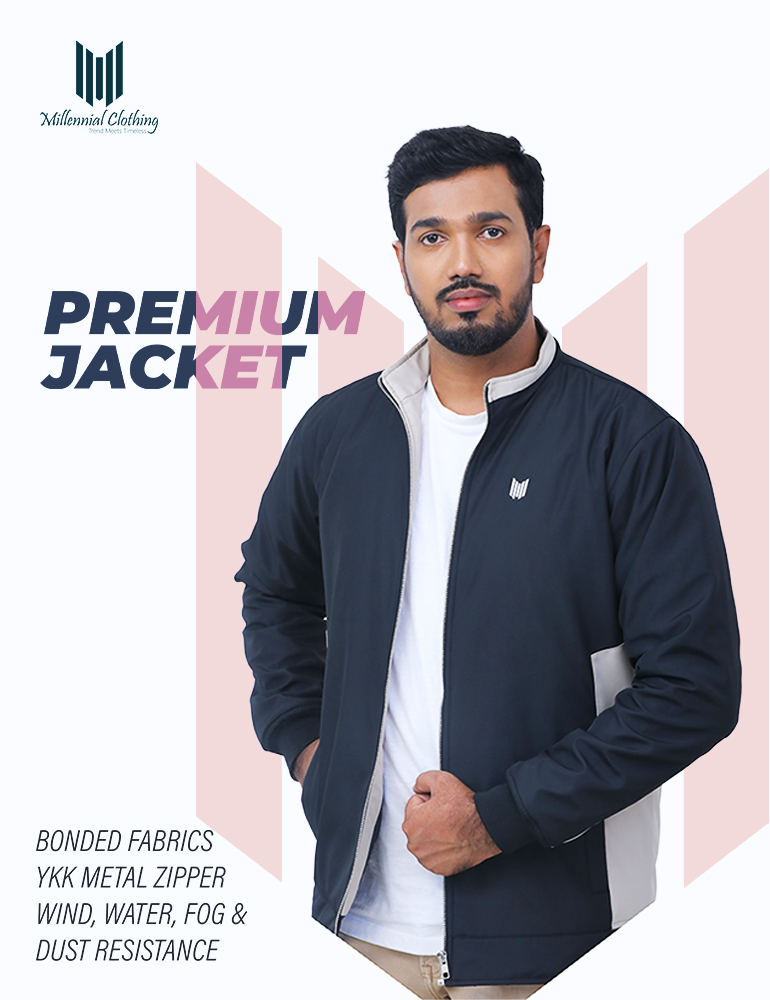 Millennial Clothing
Trend Meets Timeless
PREMIUM
JACKET
BONDED FABRICS
YKK METAL ZIPPER
WIND, WATER, FOG &
DUST RESISTANCE